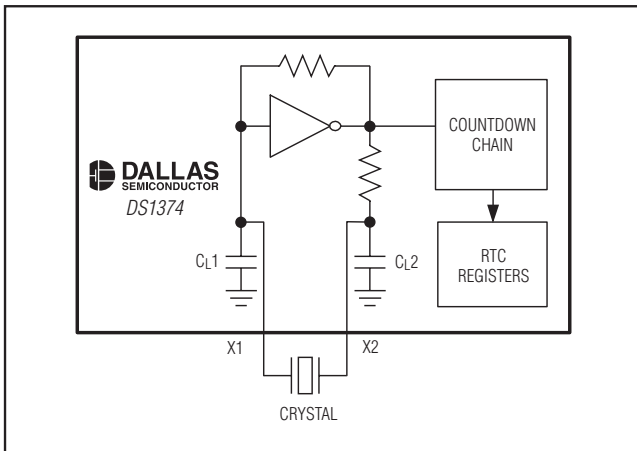 DALLAS
SEMICONDUCTOR
DS1374
COUNTDOWN
CHAIN
RTC
REGISTERS
CL1
CL2
X1
X2
CRYSTAL